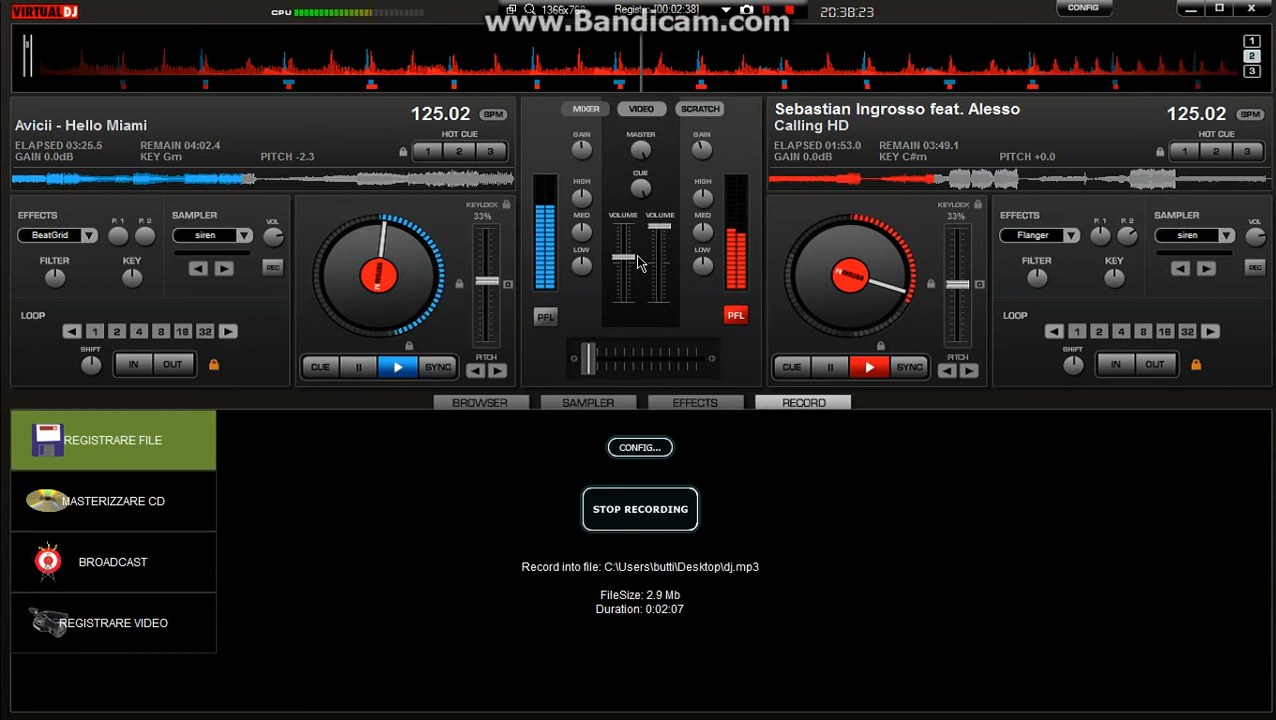 VIRTUAL DJ
CPU
1366x768
Registro [00:02:38]
20:38:23
CONFIG
www.Bandicam.com
1
2
3
125.02 BPM
Avicii - Hello Miami
HOT CUE
ELAPSED 03:25.5 REMAIN 04:02.4
GAIN 0.0dB KEY Gm PITCH -2.3
1 2 3
MIXER VIDEO SCRATCH
GAIN MASTER GAIN
CUE
HIGH HIGH
MED VOLUME VOLUME MED
LOW LOW
PFL PFL
Sebastian Ingrosso feat. Alesso
Calling HD
125.02 BPM
HOT CUE
ELAPSED 01:53.0 REMAIN 03:49.1
GAIN 0.0dB KEY C#m PITCH +0.0
1 2 3
EFFECTS P. 1 P. 2 SAMPLER VOL
BeatGrid siren
FILTER KEY REC
LOOP
1 2 4 8 16 32
SHIFT IN OUT
KEYLOCK
33%
CUE SYNC PITCH
KEYLOCK
33%
CUE SYNC PITCH
EFFECTS P. 1 P. 2 SAMPLER VOL
Flanger siren
FILTER KEY REC
LOOP
1 2 4 8 16 32
SHIFT IN OUT
BROWSER SAMPLER EFFECTS RECORD
REGISTRARE FILE
MASTERIZZARE CD
BROADCAST
REGISTRARE VIDEO
CONFIG...
STOP RECORDING
Record into file: C:\Users\butti\Desktop\dj.mp3
FileSize: 2.9 Mb
Duration: 0:02:07